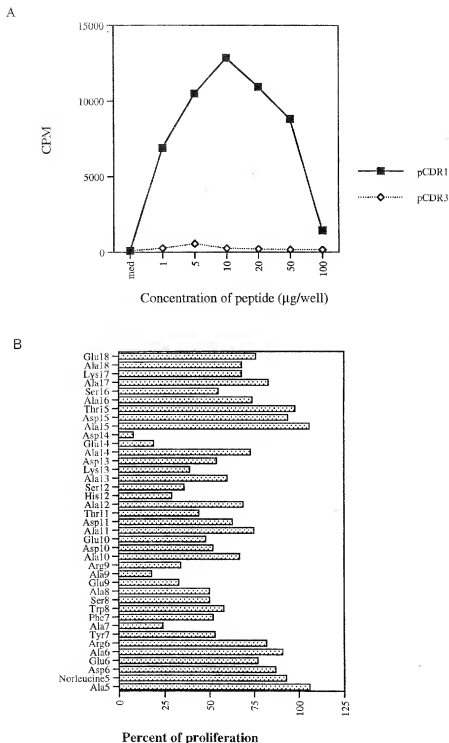 A
15000
10000
5000
0
CPM
med
1
5
10
20
50
100
Concentration of peptide (µg/well)
pCDR1
pCDR3
B
Glu18
Ala18
Lys17
Ala17
Ser16
Ala16
Thr15
Asp15
Ala15
Asp14
Glu14
Ala14
Asp13
Lys13
Ala13
Ser12
His12
Ala12
Thr11
Asp11
Ala11
Glu10
Asp10
Ala10
Arg9
Ala9
Glu9
Ala8
Ser8
Trp8
Phe7
Ala7
Tyr7
Arg6
Ala6
Glu6
Asp6
Norleucine5
Ala5
0
25
50
75
100
125
Percent of proliferation